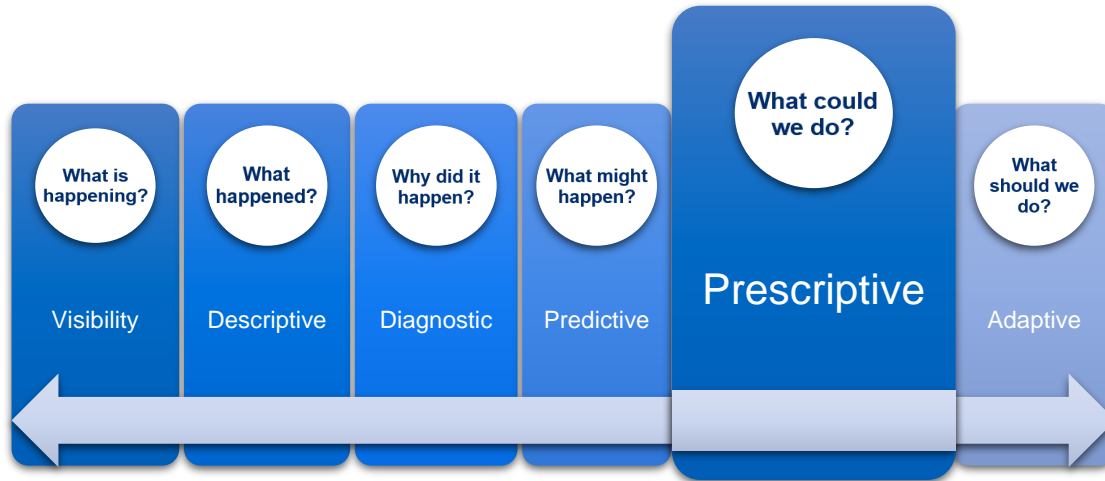 What is
happening?
Visibility
What
happened?
Descriptive
Why did it
happen?
Diagnostic
What might
happen?
Predictive
What could
we do?
Prescriptive
What
should we
do?
Adaptive